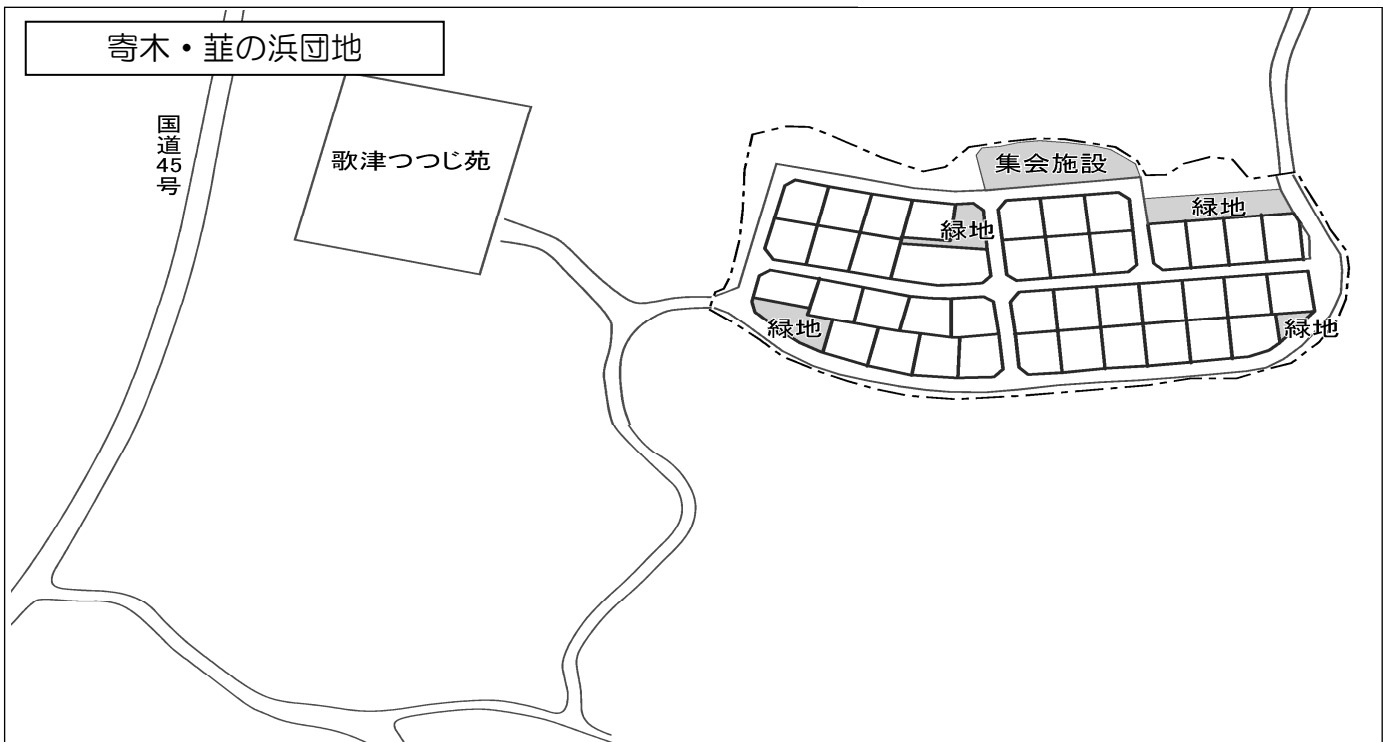 寄木・韮の浜団地
国道45号
歌津つつじ苑
集会施設
緑地
緑地
緑地
緑地